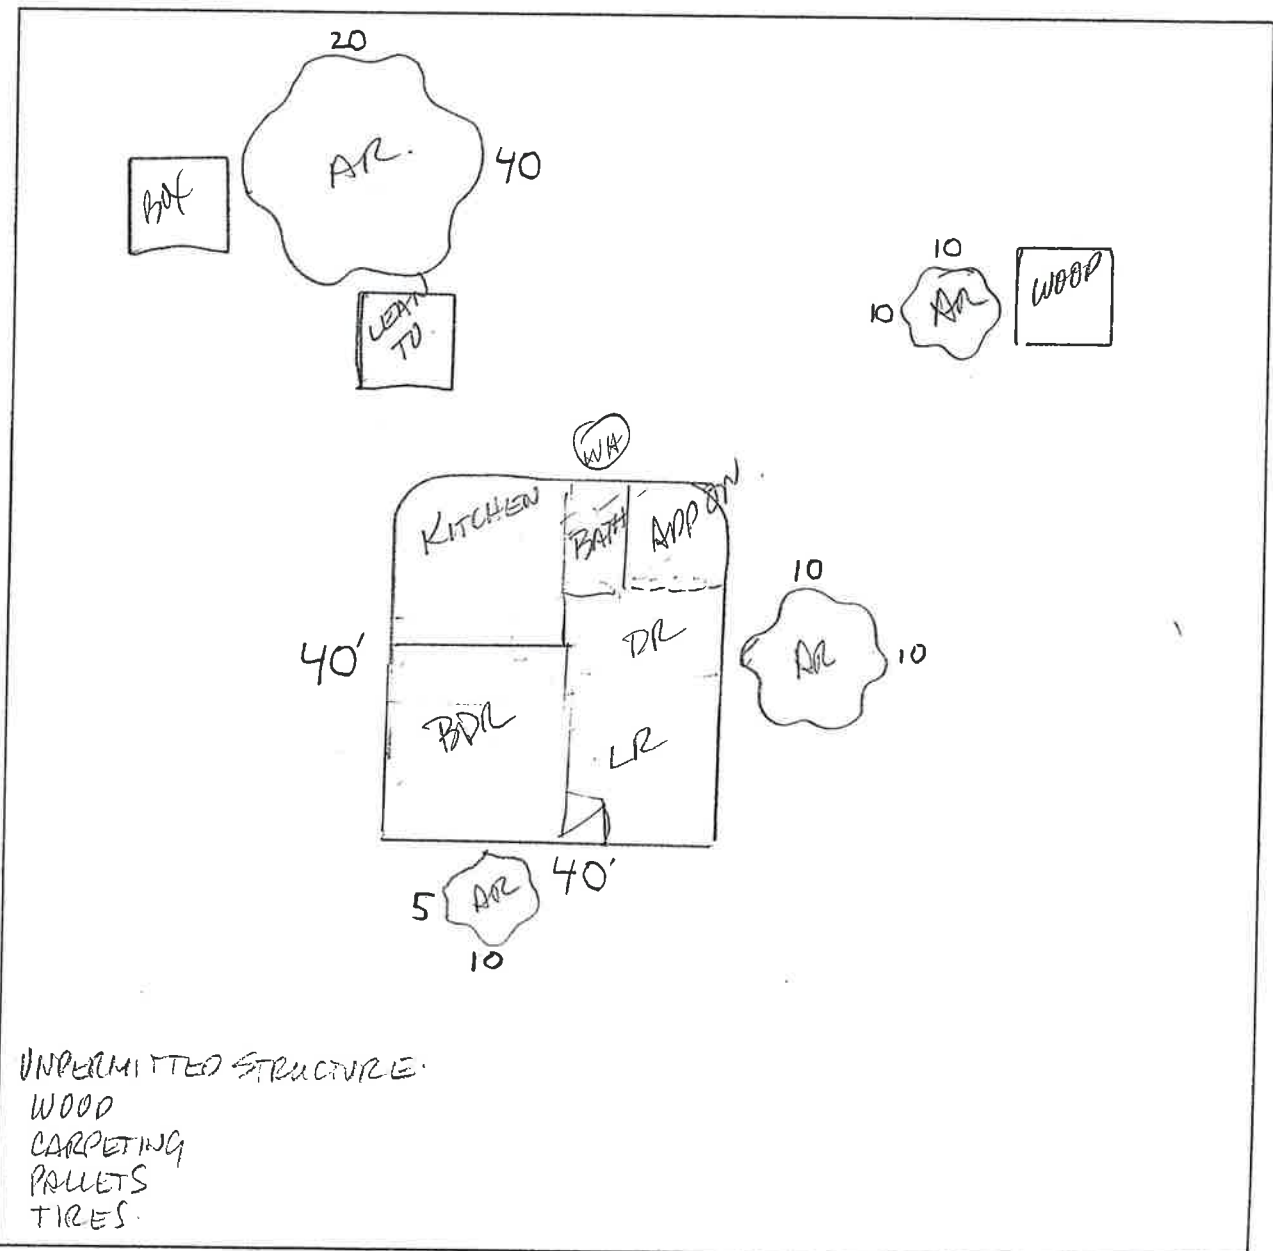 20
AR.
40
BOX
LEAN
TO.
10
10
AR
WOOD
WH
KITCHEN
BATH
ADD ON.
40'
DR
10
AR
10
BDR
LR
5
AR
40'
10
UNPERMITTED STRUCTURE.
WOOD
CARPETING
PALLETS
TIRES.